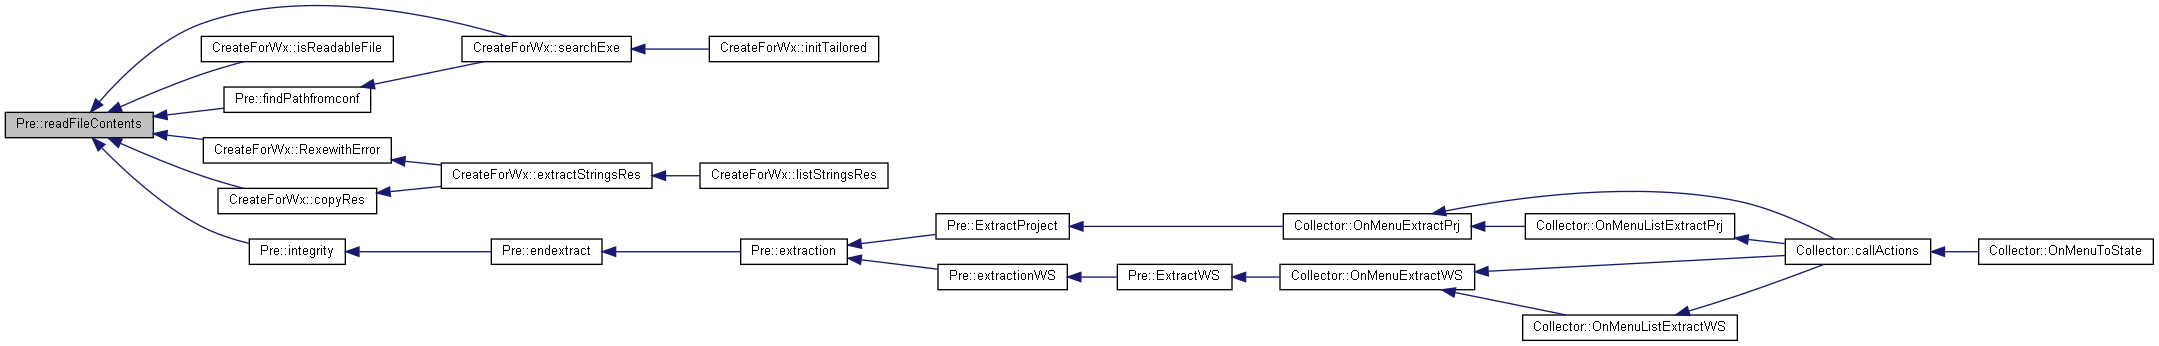 CreateForWx::isReadableFile
CreateForWx::searchExe
CreateForWx::initTailored
Pre::findPathfromconf
Pre::readFileContents
CreateForWx::RexewithError
CreateForWx::extractStringsRes
CreateForWx::listStringsRes
CreateForWx::copyRes
Pre::ExtractProject
Collector::OnMenuExtractPrj
Collector::OnMenuListExtractPrj
Pre::integrity
Pre::endextract
Pre::extraction
Collector::callActions
Collector::OnMenuToState
Pre::extractionWS
Pre::ExtractWS
Collector::OnMenuExtractWS
Collector::OnMenuListExtractWS